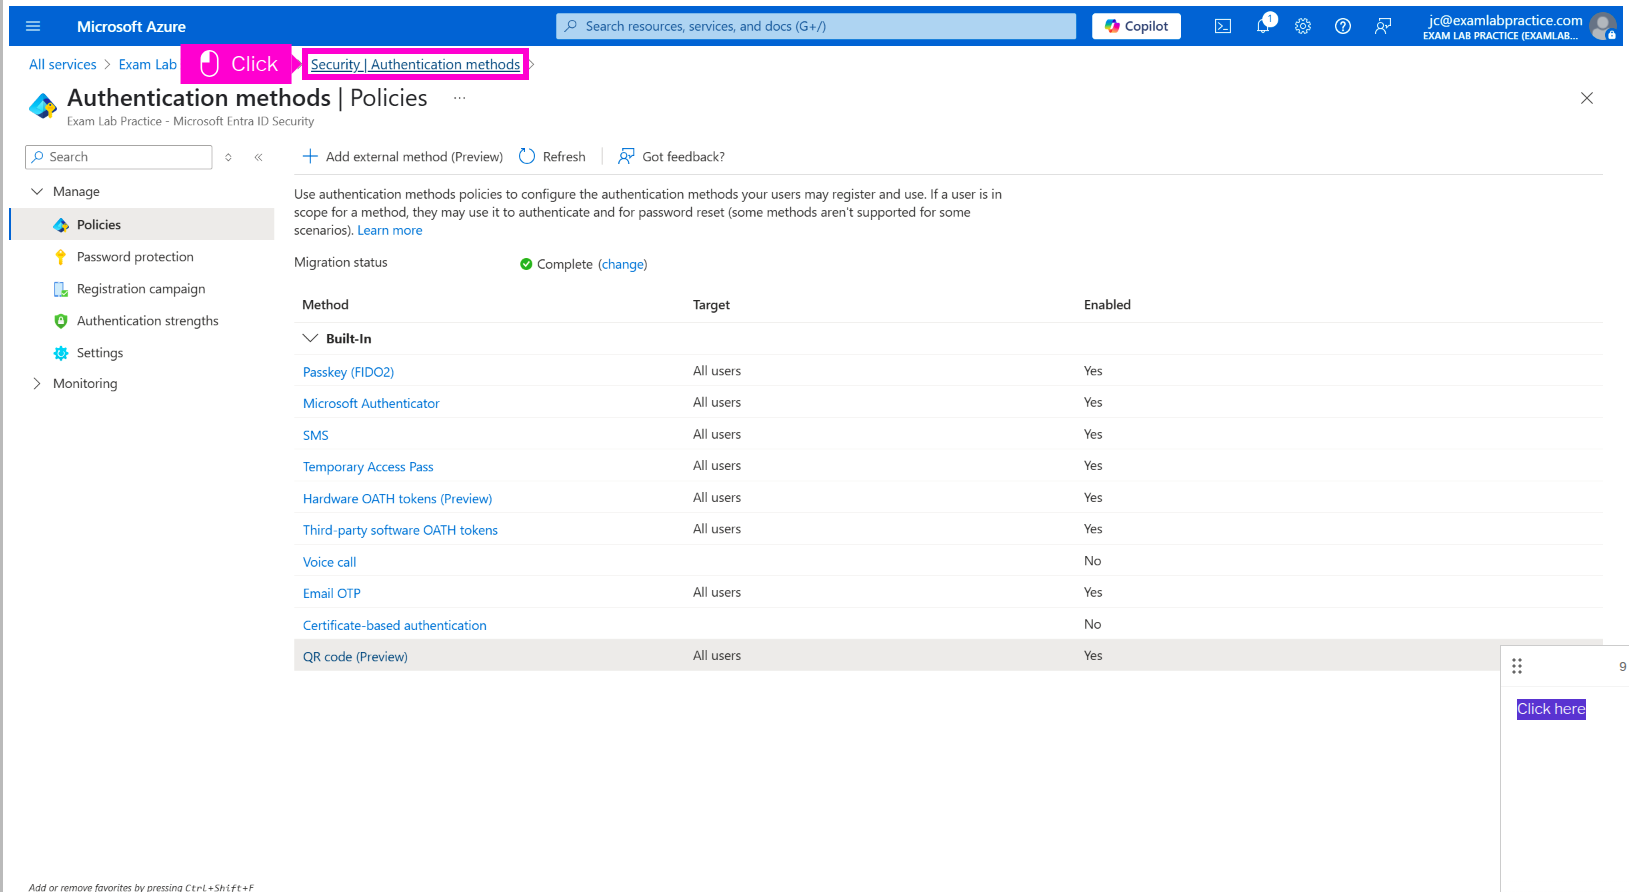 Microsoft Azure
Search resources, services, and docs (G+/)
Copilot
1
jc@examlabpractice.com
EXAM LAB PRACTICE (EXAMLAB...
All services > Exam Lab
Click
Security | Authentication methods >
Authentication methods | Policies ...
Exam Lab Practice - Microsoft Entra ID Security
Search
Add external method (Preview)
Refresh
Got feedback?
Manage
Policies
Password protection
Registration campaign
Authentication strengths
Settings
Monitoring
Use authentication methods policies to configure the authentication methods your users may register and use. If a user is in
scope for a method, they may use it to authenticate and for password reset (some methods aren't supported for some
scenarios). Learn more
Migration status Complete (change)
Method Target Enabled
Built-In
Passkey (FIDO2) All users Yes
Microsoft Authenticator All users Yes
SMS All users Yes
Temporary Access Pass All users Yes
Hardware OATH tokens (Preview) All users Yes
Third-party software OATH tokens All users Yes
Voice call No
Email OTP All users Yes
Certificate-based authentication No
QR code (Preview) All users Yes
9
Click here
Add or remove favorites by pressing Ctrl+Shift+F